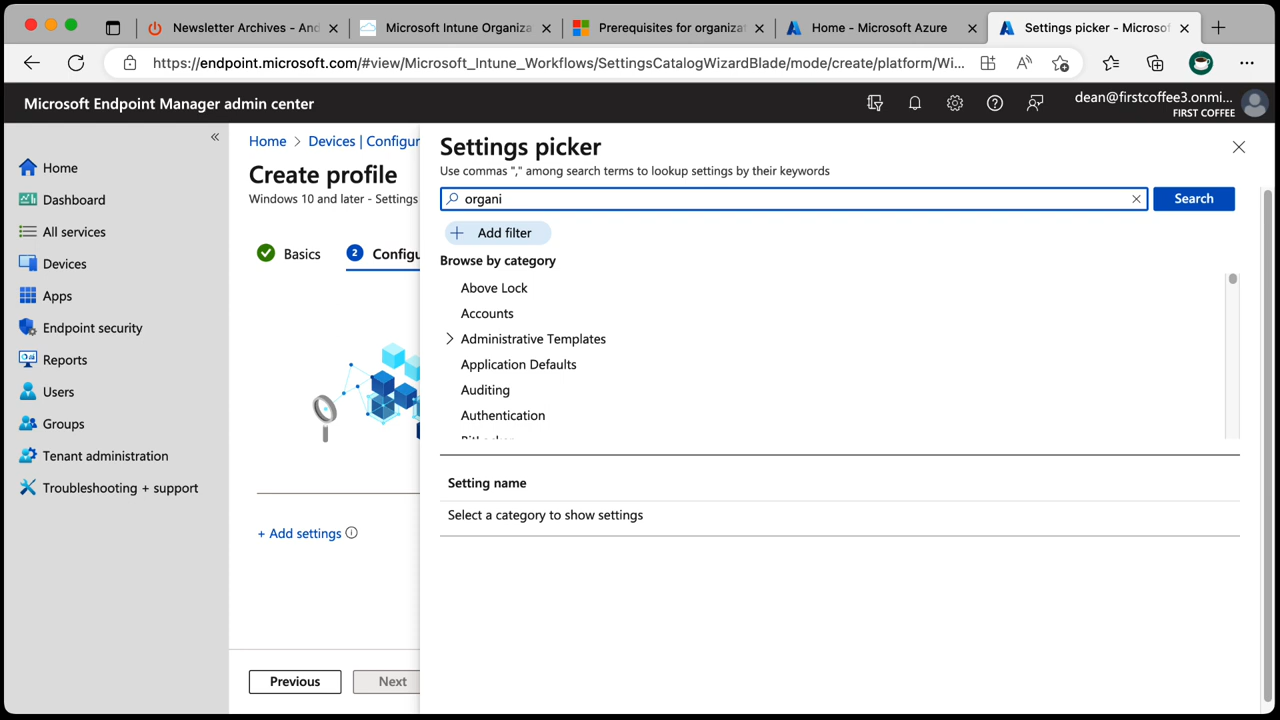 Newsletter Archives - And
Microsoft Intune Organiza
Prerequisites for organizat
Home - Microsoft Azure
Settings picker - Microsof
https://endpoint.microsoft.com/#view/Microsoft_Intune_Workflows/SettingsCatalogWizardBlade/mode/create/platform/Wi...
Microsoft Endpoint Manager admin center
dean@firstcoffee3.onmi...
FIRST COFFEE
Home
Dashboard
All services
Devices
Apps
Endpoint security
Reports
Users
Groups
Tenant administration
Troubleshooting + support
Home > Devices | Configur
Create profile
Windows 10 and later - Settings
Basics
2 Configu
+ Add settings
Previous
Next
Settings picker
Use commas "," among search terms to lookup settings by their keywords
organi
Search
+ Add filter
Browse by category
Above Lock
Accounts
Administrative Templates
Application Defaults
Auditing
Authentication
BitLocker
Setting name
Select a category to show settings